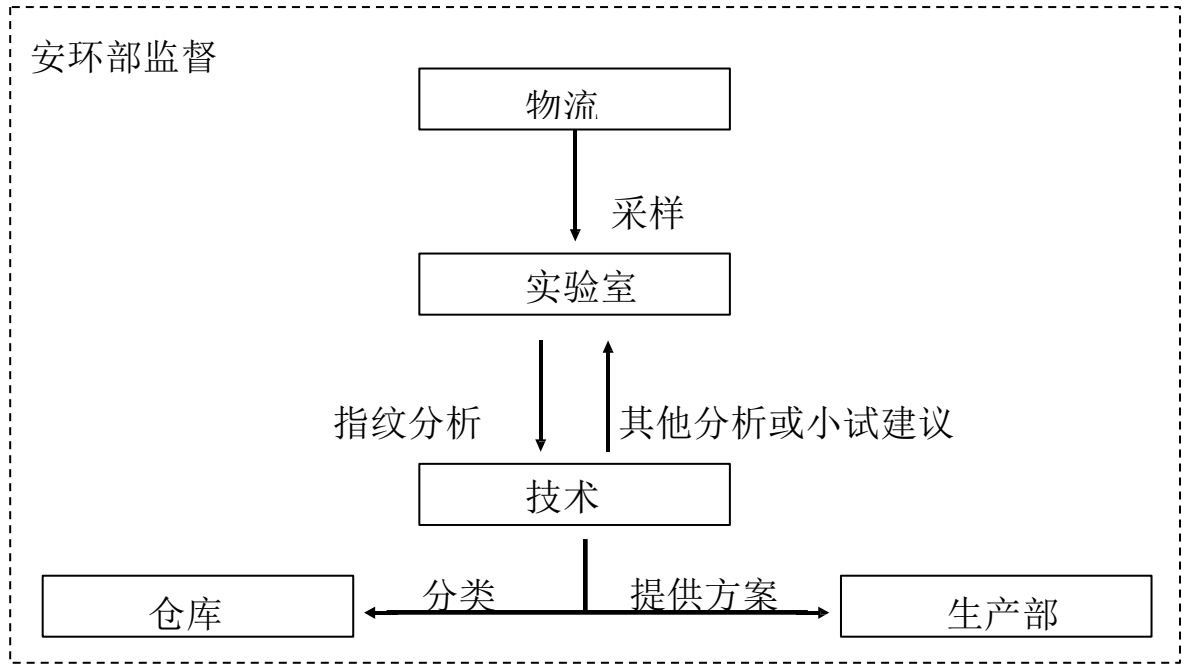 安环部监督
物流
采样
实验室
指纹分析
其他分析或小试建议
技术
分类
提供方案
仓库
生产部